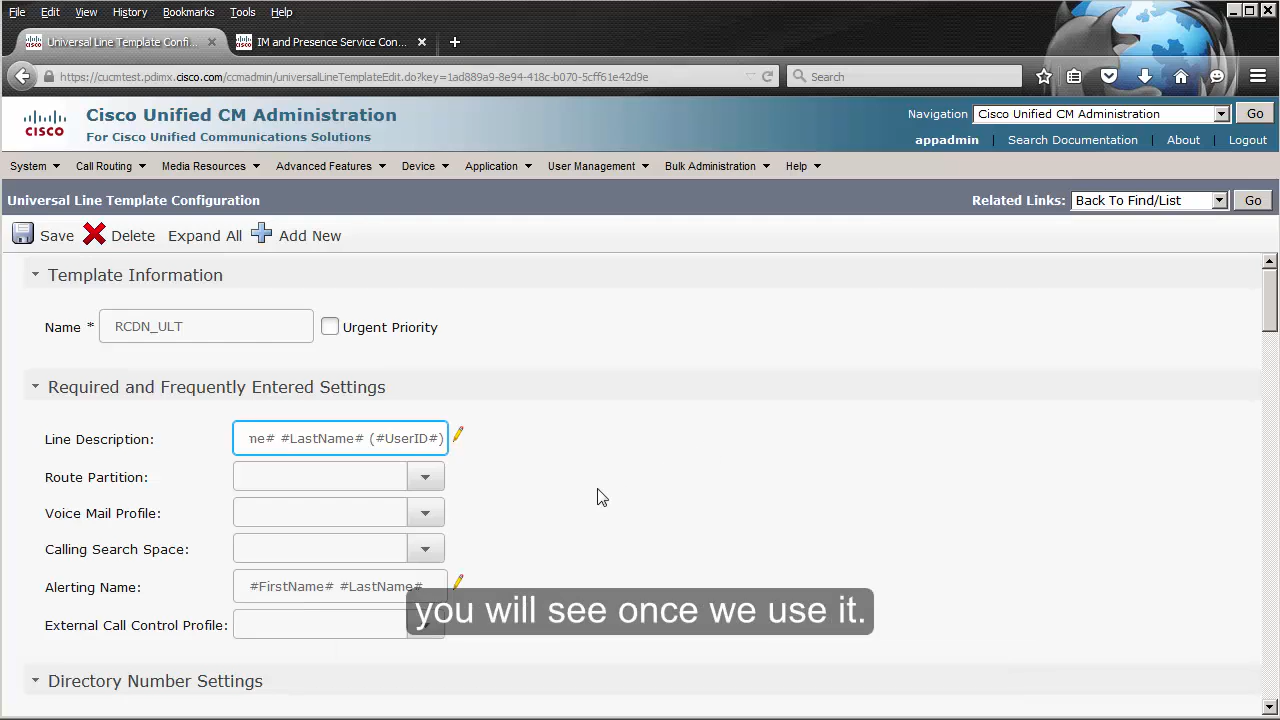 File Edit View History Bookmarks Tools Help
Universal Line Template Confi... IM and Presence Service Con...
https://cucmtest.pdimx.cisco.com/ccmadmin/universalLineTemplateEdit.do?key=1ad889a9-8e94-418c-b070-5cff61e42d9e Search
CISCO
Cisco Unified CM Administration
For Cisco Unified Communications Solutions
Navigation Cisco Unified CM Administration Go
appadmin Search Documentation About Logout
System Call Routing Media Resources Advanced Features Device Application User Management Bulk Administration Help
Universal Line Template Configuration Related Links: Back To Find/List Go
Save Delete Expand All Add New
Template Information
Name * RCDN_ULT Urgent Priority
Required and Frequently Entered Settings
Line Description: me# #LastName# (#UserID#)
Route Partition:
Voice Mail Profile:
Calling Search Space:
Alerting Name: #FirstName# #LastName#
External Call Control Profile:
you will see once we use it.
Directory Number Settings